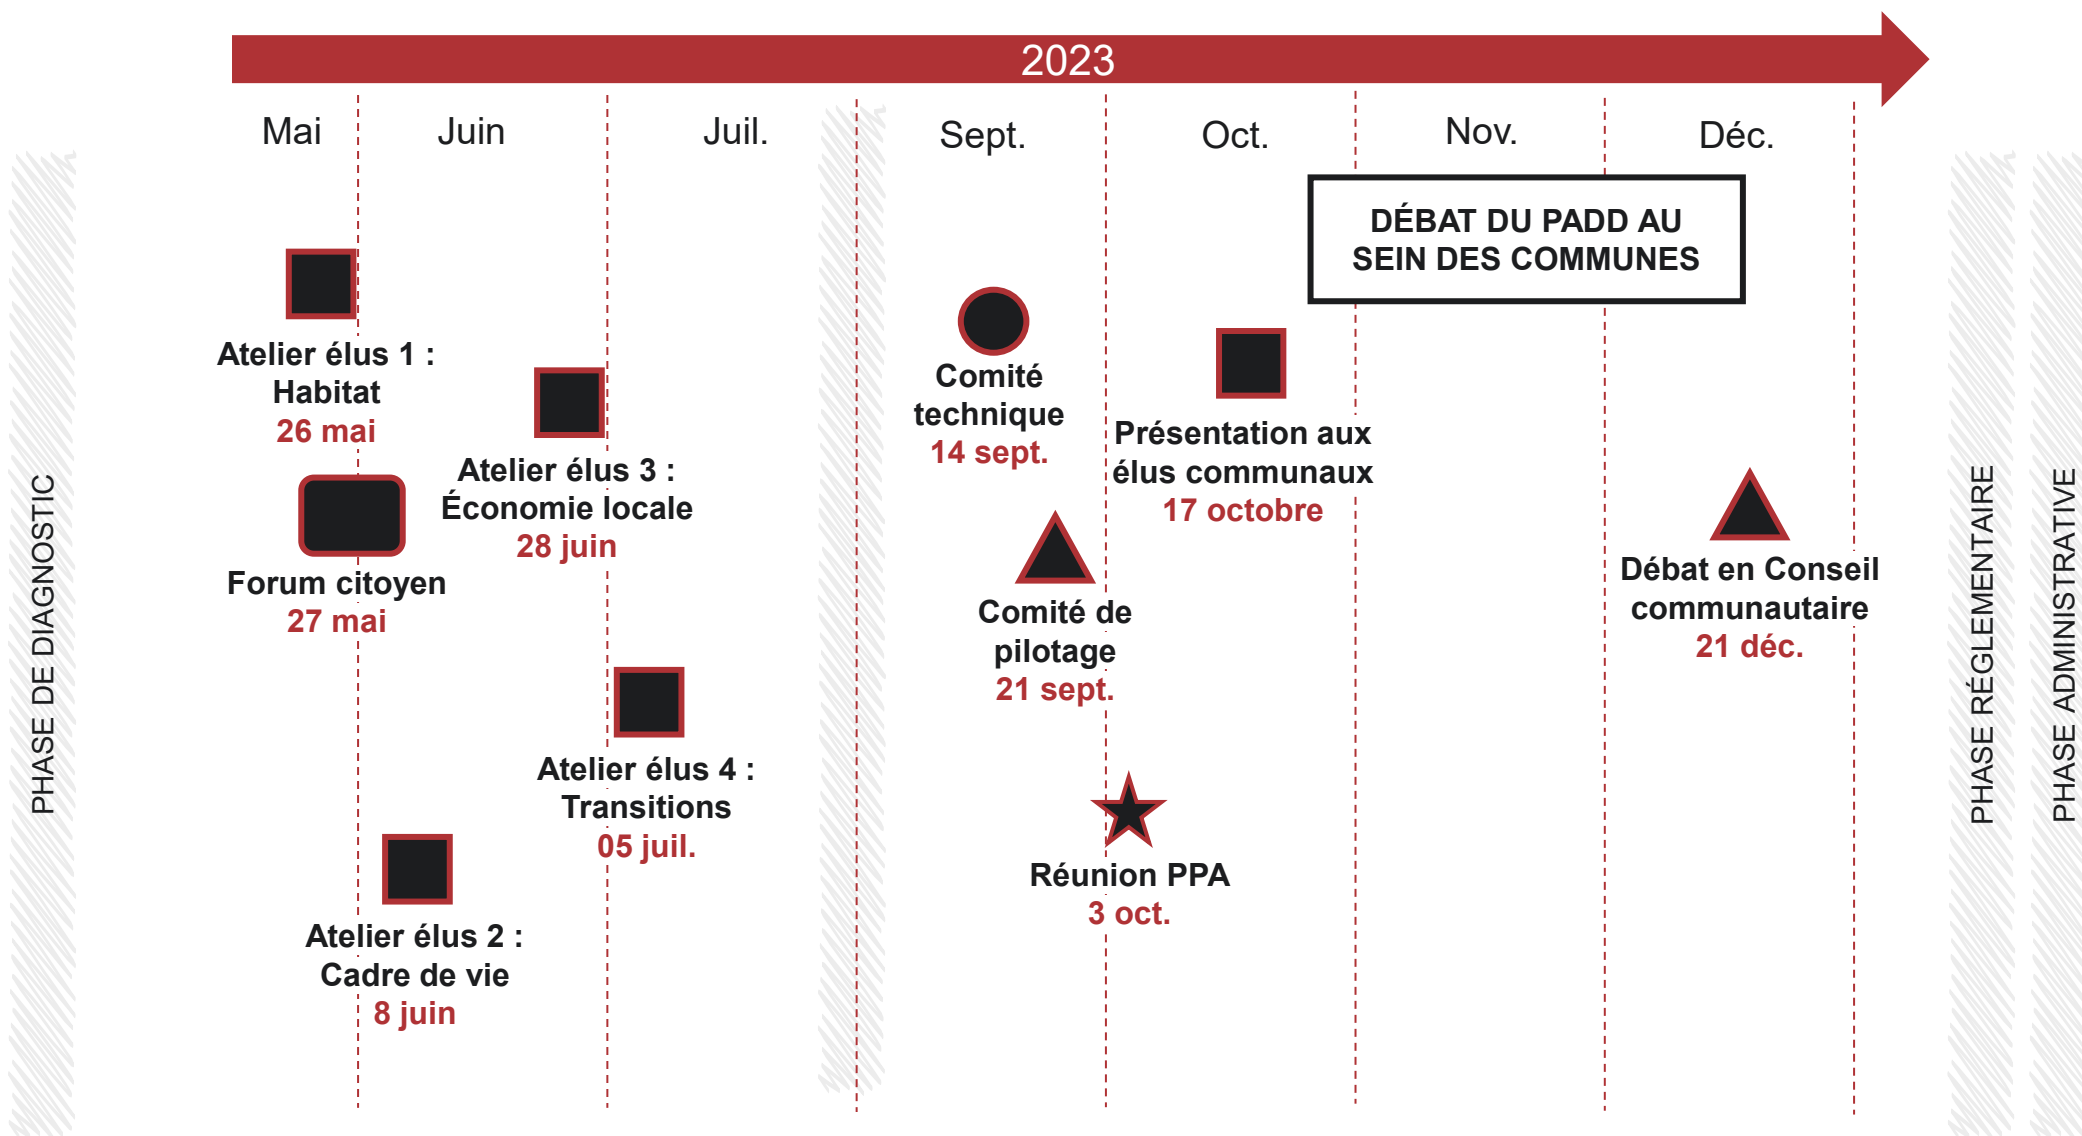 2023
Mai
Juin
Juil.
Sept.
Oct.
Nov.
Déc.
PHASE DE DIAGNOSTIC
Atelier élus 1 :
Habitat
26 mai
Forum citoyen
27 mai
Atelier élus 2 :
Cadre de vie
8 juin
Atelier élus 3 :
Économie locale
28 juin
Atelier élus 4 :
Transitions
05 juil.
Comité
technique
14 sept.
Comité de
pilotage
21 sept.
Réunion PPA
3 oct.
Présentation aux
élus communaux
17 octobre
DÉBAT DU PADD AU
SEIN DES COMMUNES
Débat en Conseil
communautaire
21 déc.
PHASE RÉGLEMENTAIRE
PHASE ADMINISTRATIVE